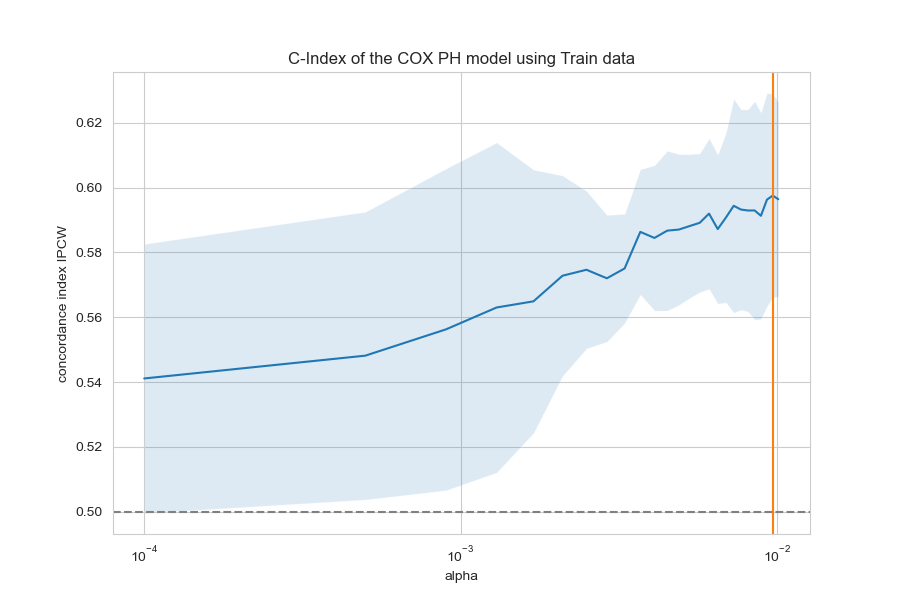 C-Index of the COX PH model using Train data
concordance index IPCW
0.62
0.60
0.58
0.56
0.54
0.52
0.50
10⁻⁴ 10⁻³ 10⁻²
alpha